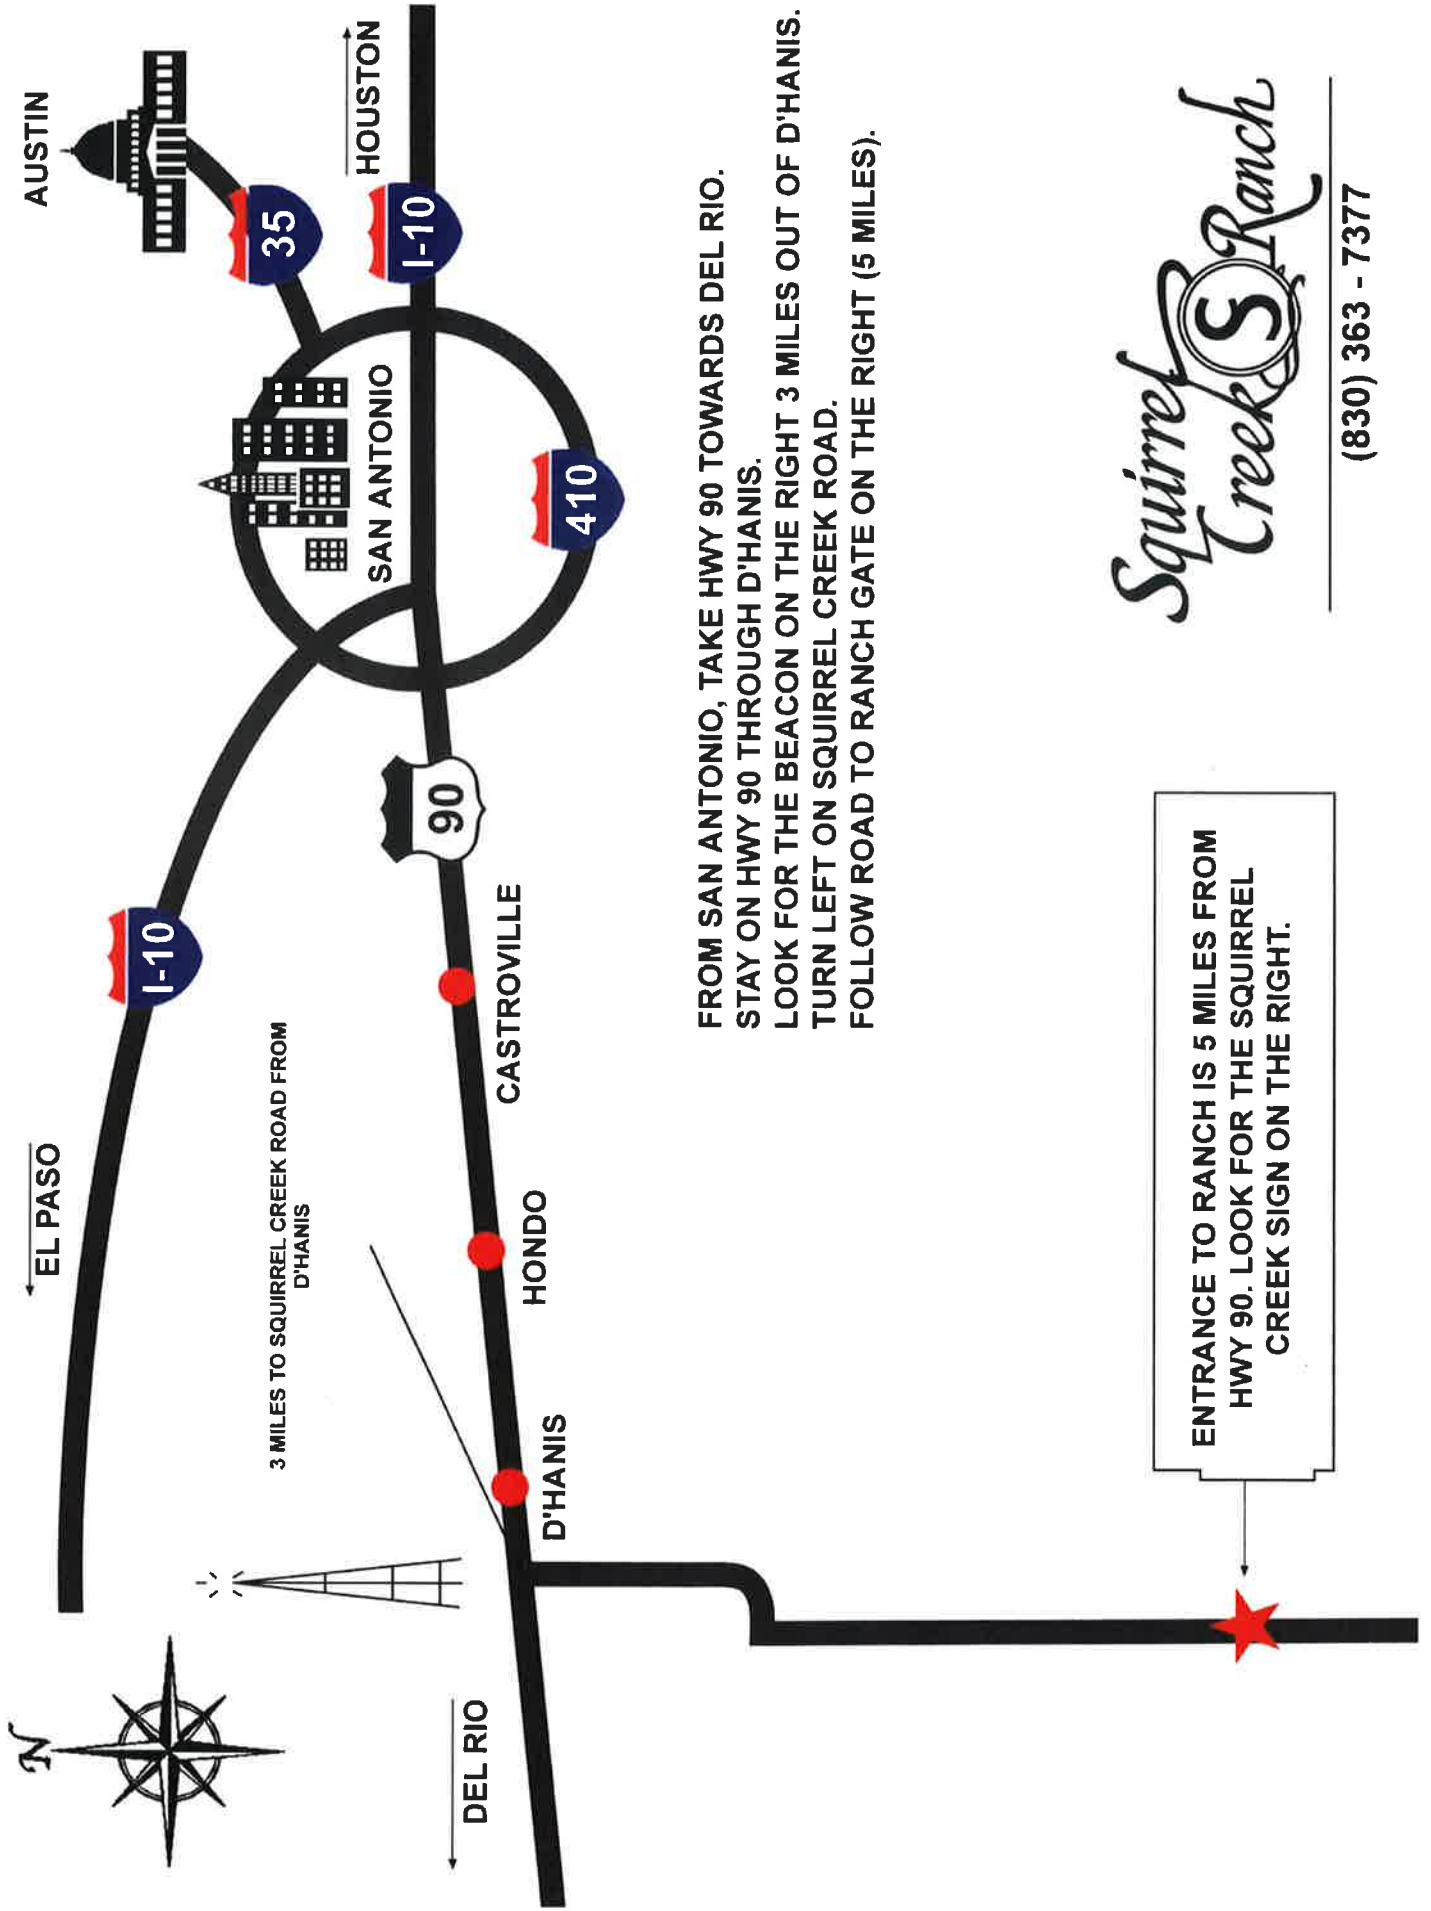 N
AUSTIN
HOUSTON
35
I-10
SAN ANTONIO
410
EL PASO
I-10
90
3 MILES TO SQUIRREL CREEK ROAD FROM
D'HANIS
CASTROVILLE
HONDO
D'HANIS
DEL RIO
FROM SAN ANTONIO, TAKE HWY 90 TOWARDS DEL RIO.
STAY ON HWY 90 THROUGH D'HANIS.
LOOK FOR THE BEACON ON THE RIGHT 3 MILES OUT OF D'HANIS.
TURN LEFT ON SQUIRREL CREEK ROAD.
FOLLOW ROAD TO RANCH GATE ON THE RIGHT (5 MILES).
ENTRANCE TO RANCH IS 5 MILES FROM
HWY 90. LOOK FOR THE SQUIRREL
CREEK SIGN ON THE RIGHT.
Squirrel
Creek S Ranch
(830) 363 - 7377